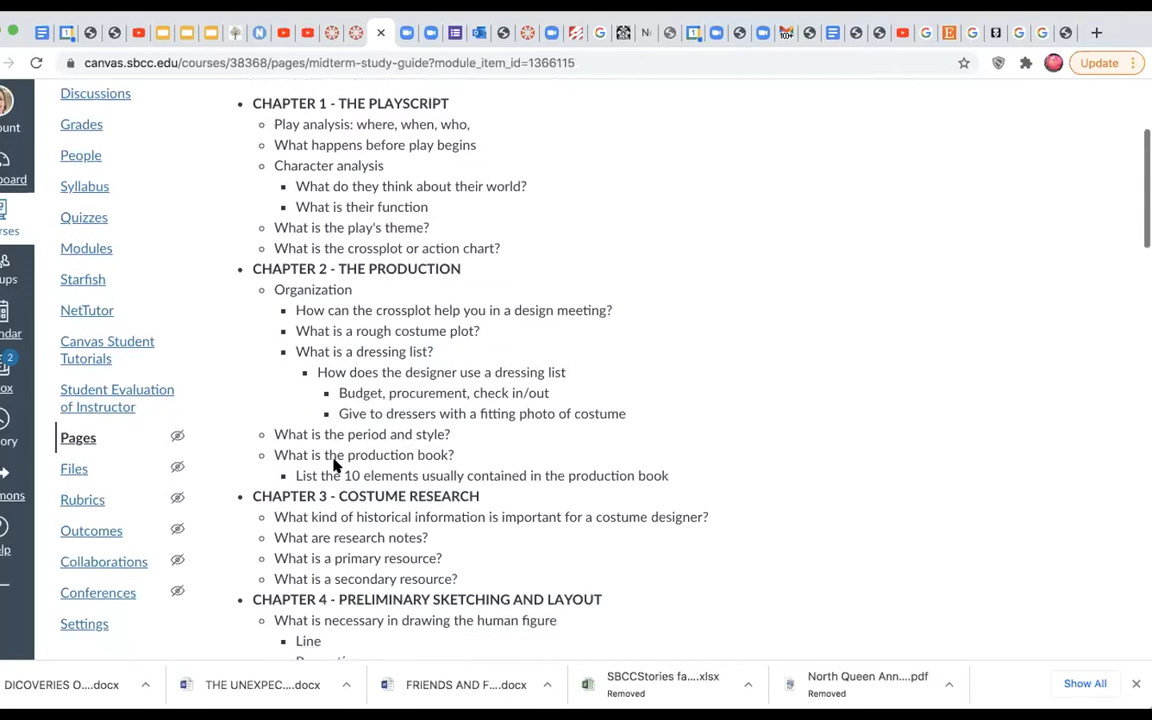 canvas.sbcc.edu/courses/38368/pages/midterm-study-guide?module_item_id=1366115
Update
Discussions
Grades
People
Syllabus
Quizzes
Modules
Starfish
NetTutor
Canvas Student
Tutorials
Student Evaluation
of Instructor
Pages
Files
Rubrics
Outcomes
Collaborations
Conferences
Settings
2
CHAPTER 1 - THE PLAYSCRIPT
Play analysis: where, when, who,
What happens before play begins
Character analysis
What do they think about their world?
What is their function
What is the play's theme?
What is the crossplot or action chart?
CHAPTER 2 - THE PRODUCTION
Organization
How can the crossplot help you in a design meeting?
What is a rough costume plot?
What is a dressing list?
How does the designer use a dressing list
Budget, procurement, check in/out
Give to dressers with a fitting photo of costume
What is the period and style?
What is the production book?
List the 10 elements usually contained in the production book
CHAPTER 3 - COSTUME RESEARCH
What kind of historical information is important for a costume designer?
What are research notes?
What is a primary resource?
What is a secondary resource?
CHAPTER 4 - PRELIMINARY SKETCHING AND LAYOUT
What is necessary in drawing the human figure
Line
DICOVERIES O....docx
THE UNEXPEC....docx
FRIENDS AND F....docx
SBCCStories fa....xlsx
Removed
North Queen Ann....pdf
Removed
Show All